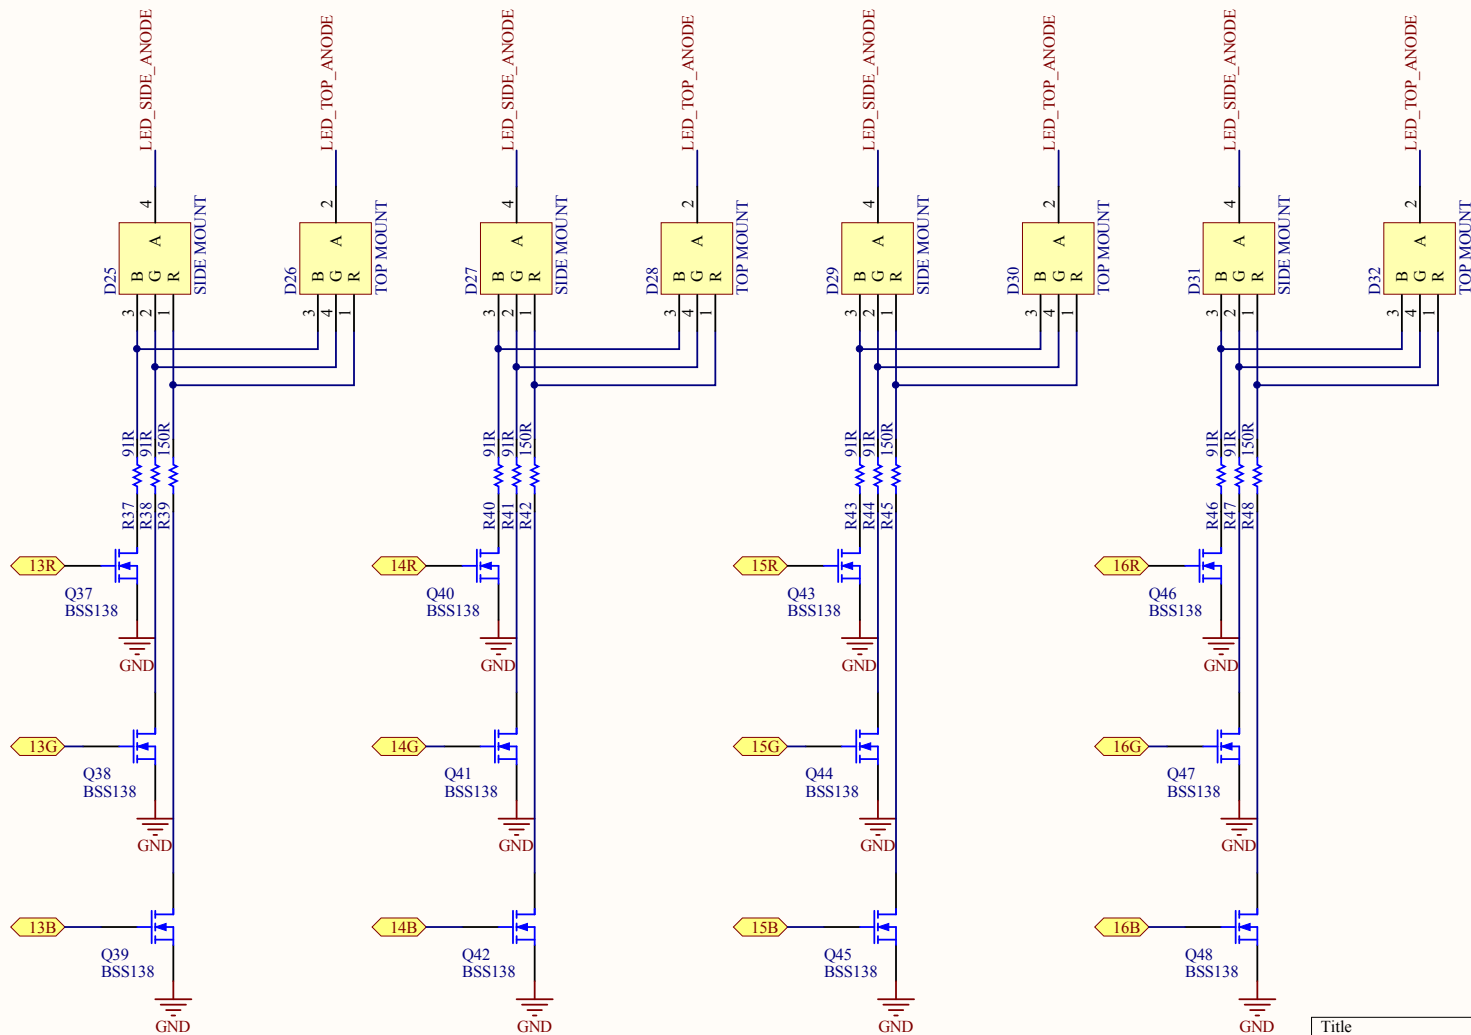 LED_SIDE_ANODE
LED_TOP_ANODE
LED_SIDE_ANODE
LED_TOP_ANODE
LED_SIDE_ANODE
LED_TOP_ANODE
LED_SIDE_ANODE
LED_TOP_ANODE
4
2
4
2
4
2
4
2
D25
B G R
A
SIDE MOUNT
D26
B G R
A
TOP MOUNT
D27
B G R
A
SIDE MOUNT
D28
B G R
A
TOP MOUNT
D29
B G R
A
SIDE MOUNT
D30
B G R
A
TOP MOUNT
D31
B G R
A
SIDE MOUNT
D32
B G R
A
TOP MOUNT
3 2 1
3 4 1
3 2 1
3 4 1
3 2 1
3 4 1
3 2 1
3 4 1
91R
91R
150R
91R
91R
150R
91R
91R
150R
91R
91R
150R
R37
R38
R39
R40
R41
R42
R43
R44
R45
R46
R47
R48
13R
14R
15R
16R
Q37
BSS138
Q40
BSS138
Q43
BSS138
Q46
BSS138
GND
GND
GND
GND
13G
14G
15G
16G
Q38
BSS138
Q41
BSS138
Q44
BSS138
Q47
BSS138
GND
GND
GND
GND
13B
14B
15B
16B
Q39
BSS138
Q42
BSS138
Q45
BSS138
Q48
BSS138
GND
GND
GND
GND
Title